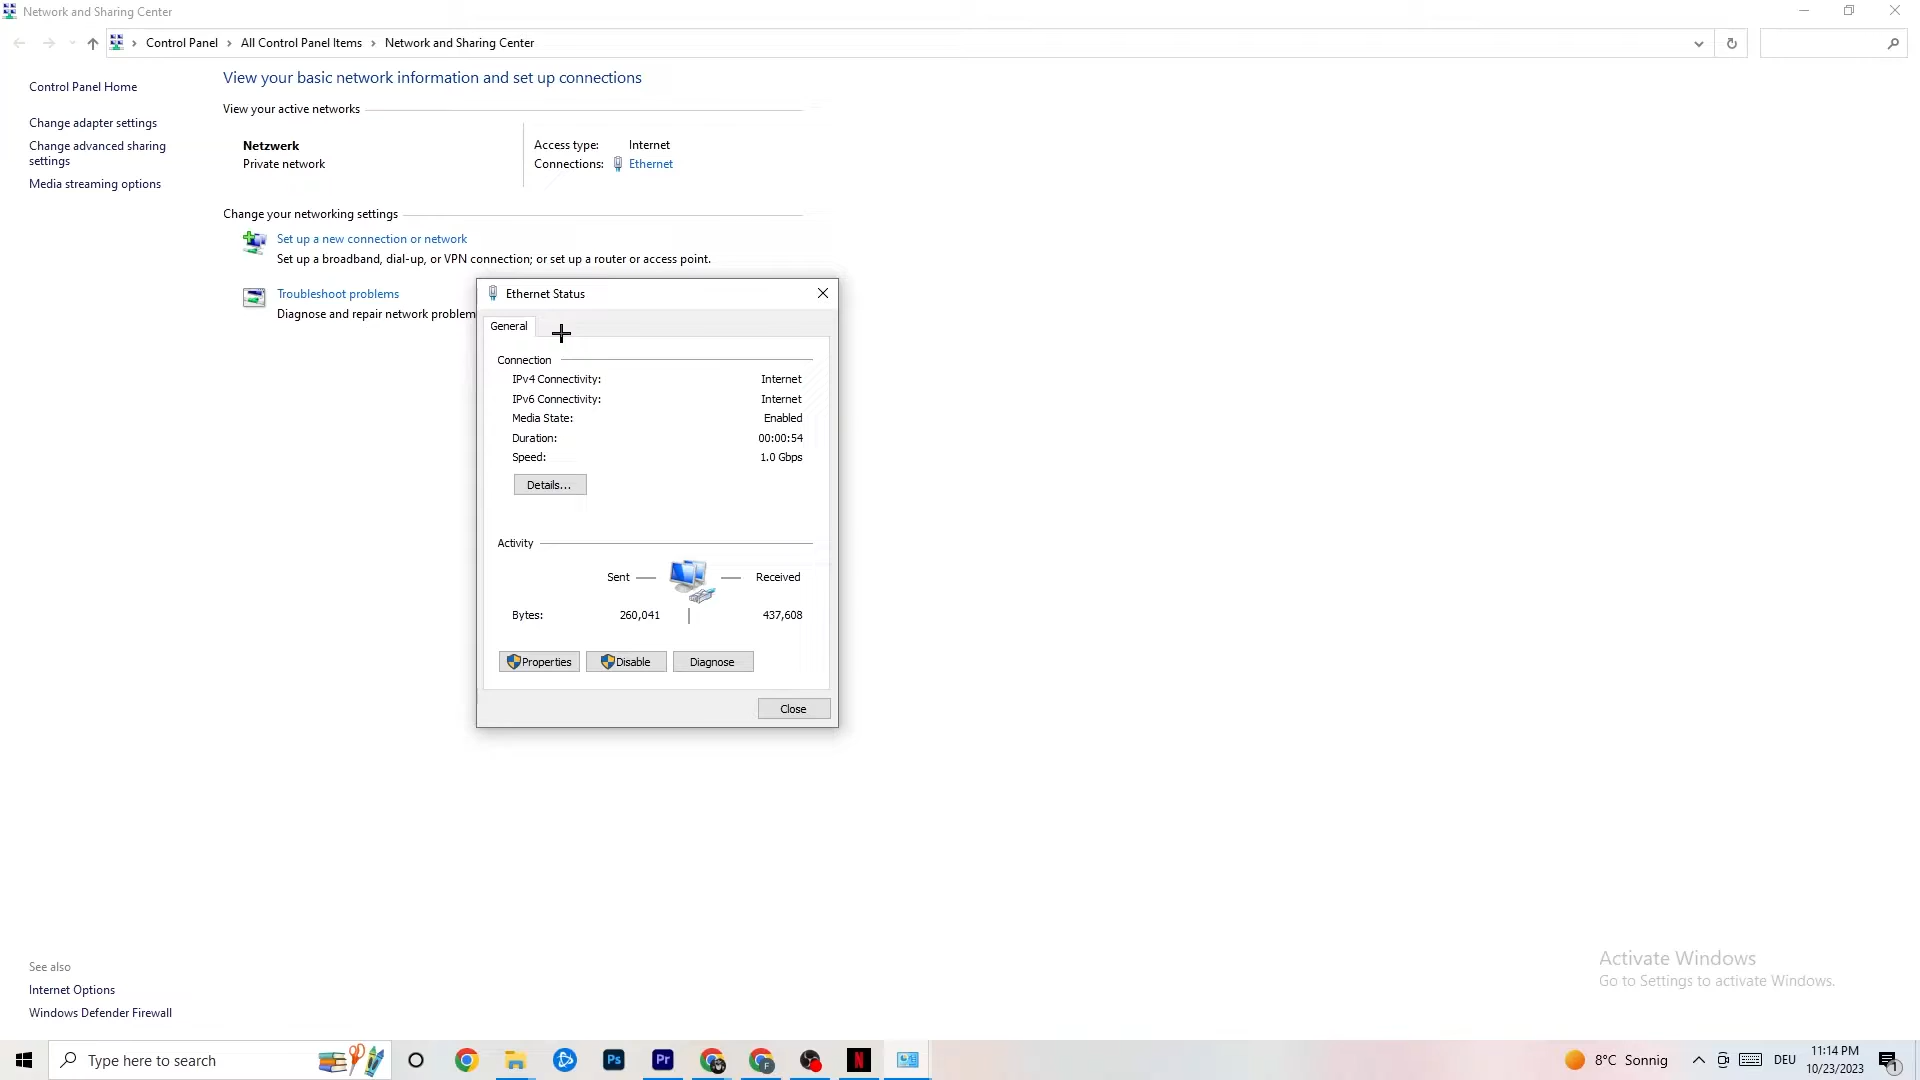 Network and Sharing Center
Control Panel › All Control Panel Items › Network and Sharing Center
Control Panel Home
Change adapter settings
Change advanced sharing
settings
Media streaming options
View your basic network information and set up connections
View your active networks
Netzwerk
Private network
Access type: Internet
Connections: Ethernet
Change your networking settings
Set up a new connection or network
Set up a broadband, dial-up, or VPN connection; or set up a router or access point.
Troubleshoot problems
Diagnose and repair network problem
Ethernet Status
General
Connection
IPv4 Connectivity: Internet
IPv6 Connectivity: Internet
Media State: Enabled
Duration: 00:00:54
Speed: 1.0 Gbps
Details...
Activity
Sent — — Received
Bytes: 260,041 | 437,608
Properties Disable Diagnose
Close
See also
Internet Options
Windows Defender Firewall
Activate Windows
Go to Settings to activate Windows.
Type here to search
Ps
Pr
F
N
8°C Sonnig
DEU
11:14 PM
10/23/2023
1